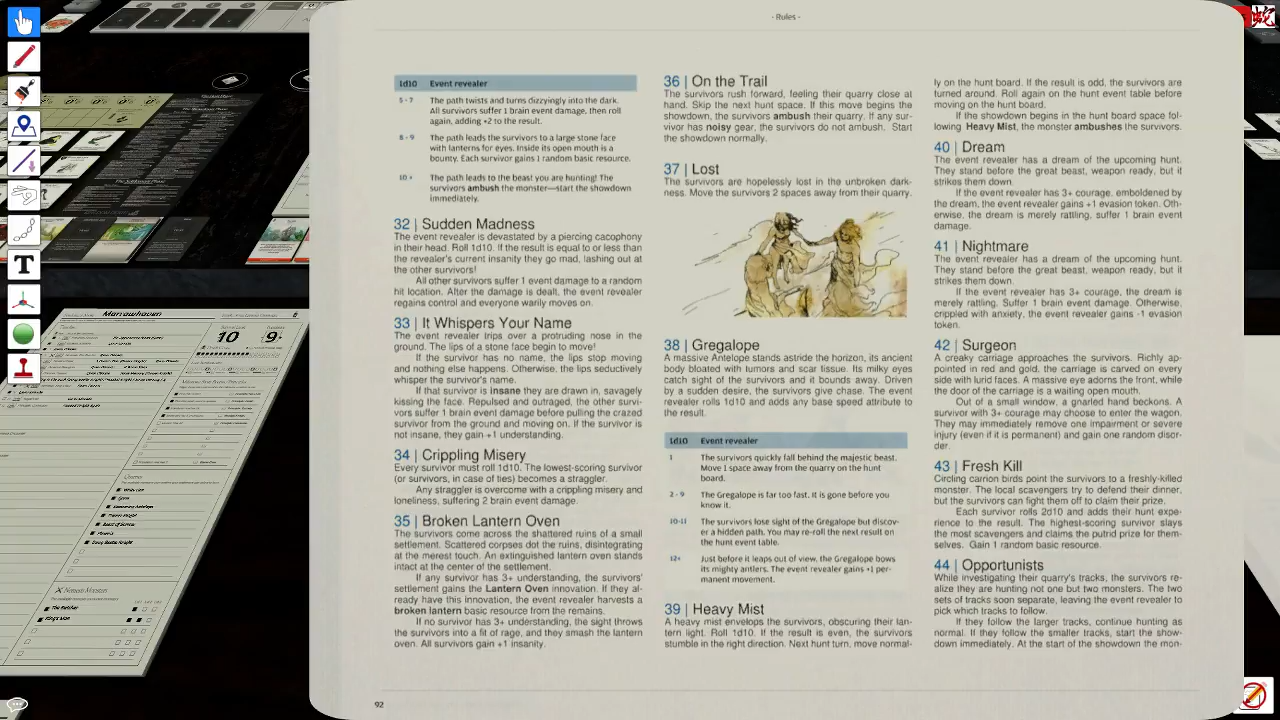 - Rules -
1d10 Event revealer
5 - 7 The path twists and turns dizzyingly into the dark.
All survivors suffer 1 brain event damage, then roll
again, adding +2 to the result.
8 - 9 The path leads the survivors to a large stone face
with lanterns for eyes. Inside its open mouth is a
bounty. Each survivor gains 1 random basic resource.
10 + The path leads to the beast you are hunting! The
survivors ambush the monster—start the showdown
immediately.
32 | Sudden Madness
The event revealer is devastated by a piercing cacophony
in their head. Roll 1d10. If the result is equal to or less than
the revealer's current insanity they go mad, lashing out at
the other survivors!
All other survivors suffer 1 event damage to a random
hit location. After the damage is dealt, the event revealer
regains control and everyone warily moves on.
33 | It Whispers Your Name
The event revealer trips over a protruding nose in the
ground. The lips of a stone face begin to move!
If the survivor has no name, the lips stop moving
and nothing else happens. Otherwise, the lips seductively
whisper the survivor's name.
If that survivor is insane they are drawn in, savagely
kissing the face. Repulsed and outraged, the other survi-
vors suffer 1 brain event damage before pulling the crazed
survivor from the ground and moving on. If the survivor is
not insane, they gain +1 understanding.
34 | Crippling Misery
Every survivor must roll 1d10. The lowest-scoring survivor
(or survivors, in case of ties) becomes a straggler.
Any straggler is overcome with a crippling misery and
loneliness, suffering 2 brain event damage.
35 | Broken Lantern Oven
The survivors come across the shattered ruins of a small
settlement. Scattered corpses dot the ruins, disintegrating
at the merest touch. An extinguished lantern oven stands
intact at the center of the settlement.
If any survivor has 3+ understanding, the survivors'
settlement gains the Lantern Oven innovation. If they al-
ready have this innovation, the event revealer harvests a
broken lantern basic resource from the remains.
If no survivor has 3+ understanding, the sight throws
the survivors into a fit of rage, and they smash the lantern
oven. All survivors gain +1 insanity.
36 | On the Trail
The survivors rush forward, feeling their quarry close at
hand. Skip the next hunt space. If this move begins the
showdown, the survivors ambush their quarry. If any sur-
vivor has noisy gear, the survivors do not ambush. Start
the showdown normally.
37 | Lost
The survivors are hopelessly lost in the unbroken dark-
ness. Move the survivors 2 spaces away from their quarry.
38 | Gregalope
A massive Antelope stands astride the horizon, its ancient
body bloated with tumors and scar tissue. Its milky eyes
catch sight of the survivors and it bounds away. Driven
by a sudden desire, the survivors give chase. The event
revealer rolls 1d10 and adds any base speed attribute to
the result.
1d10 Event revealer
1 The survivors quickly fall behind the majestic beast.
Move 1 space away from the quarry on the hunt
board.
2 - 9 The Gregalope is far too fast. It is gone before you
know it.
10-11 The survivors lose sight of the Gregalope but discov-
er a hidden path. You may re-roll the next result on
the hunt event table.
12+ Just before it leaps out of view, the Gregalope bows
its mighty antlers. The event revealer gains +1 per-
manent movement.
39 | Heavy Mist
A heavy mist envelops the survivors, obscuring their lan-
tern light. Roll 1d10. If the result is even, the survivors
stumble in the right direction. Next hunt turn, move normal-
ly on the hunt board. If the result is odd, the survivors are
turned around. Roll again on the hunt event table before
moving on the hunt board.
If the showdown begins in the hunt board space fol-
lowing Heavy Mist, the monster ambushes the survivors.
40 | Dream
The event revealer has a dream of the upcoming hunt.
They stand before the great beast, weapon ready, but it
strikes them down.
If the event revealer has 3+ courage, emboldened by
the dream, the event revealer gains +1 evasion token. Oth-
erwise, the dream is merely rattling, suffer 1 brain event
damage.
41 | Nightmare
The event revealer has a dream of the upcoming hunt.
They stand before the great beast, weapon ready, but it
strikes them down.
If the event revealer has 3+ courage, the dream is
merely rattling. Suffer 1 brain event damage. Otherwise,
crippled with anxiety, the event revealer gains -1 evasion
token.
42 | Surgeon
A creaky carriage approaches the survivors. Richly ap-
pointed in red and gold, the carriage is carved on every
side with lurid faces. A massive eye adorns the front, while
the door of the carriage is a waiting open mouth.
Out of a small window, a gnarled hand beckons. A
survivor with 3+ courage may choose to enter the wagon.
They may immediately remove one impairment or severe
injury (even if it is permanent) and gain one random disor-
der.
43 | Fresh Kill
Circling carrion birds point the survivors to a freshly-killed
monster. The local scavengers try to defend their dinner,
but the survivors can fight them off to claim their prize.
Each survivor rolls 2d10 and adds their hunt expe-
rience to the result. The highest-scoring survivor slays
the most scavengers and claims the putrid prize for them-
selves. Gain 1 random basic resource.
44 | Opportunists
While investigating their quarry's tracks, the survivors re-
alize they are hunting not one but two monsters. The two
sets of tracks soon separate, leaving the event revealer to
pick which tracks to follow.
If they follow the larger tracks, continue hunting as
normal. If they follow the smaller tracks, start the show-
down immediately. At the start of the showdown the mon-
92
T
Marrowhaven
10
9
Quarries
White Lion
Screaming Antelope
Phoenix
Nemesis Monsters
The Butcher